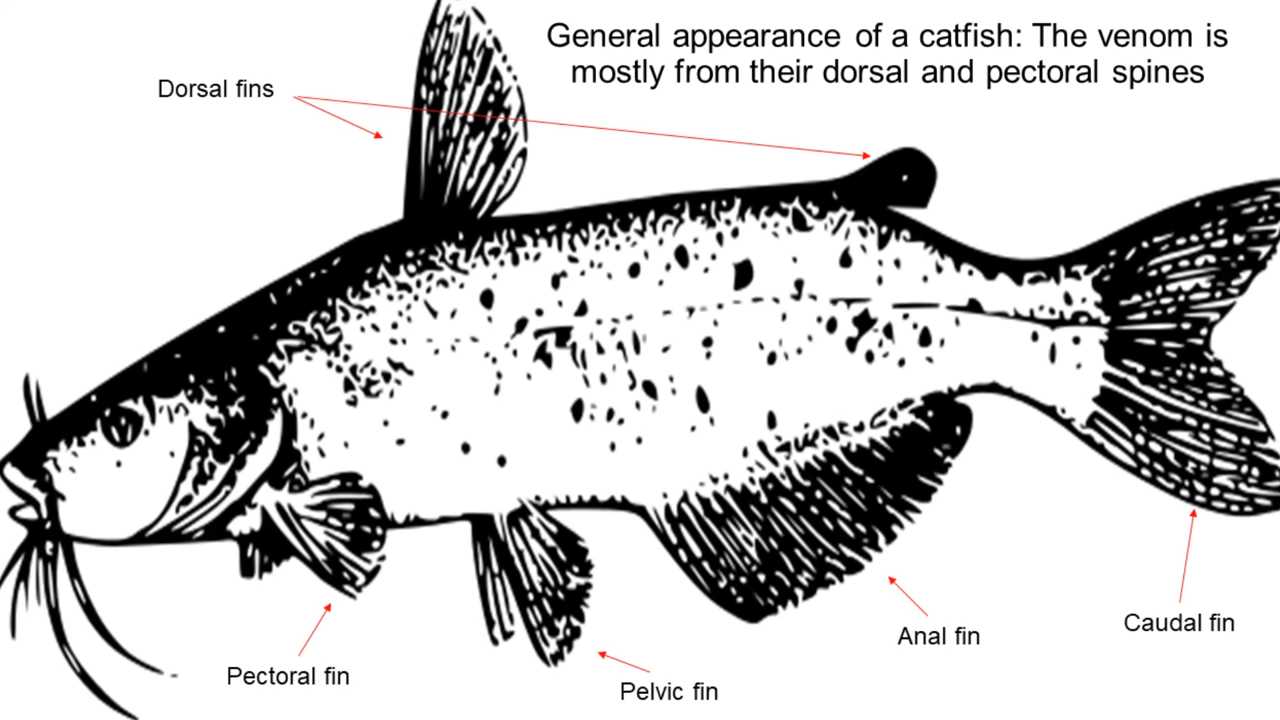 General appearance of a catfish: The venom is
mostly from their dorsal and pectoral spines
Dorsal fins
Pectoral fin
Pelvic fin
Anal fin
Caudal fin